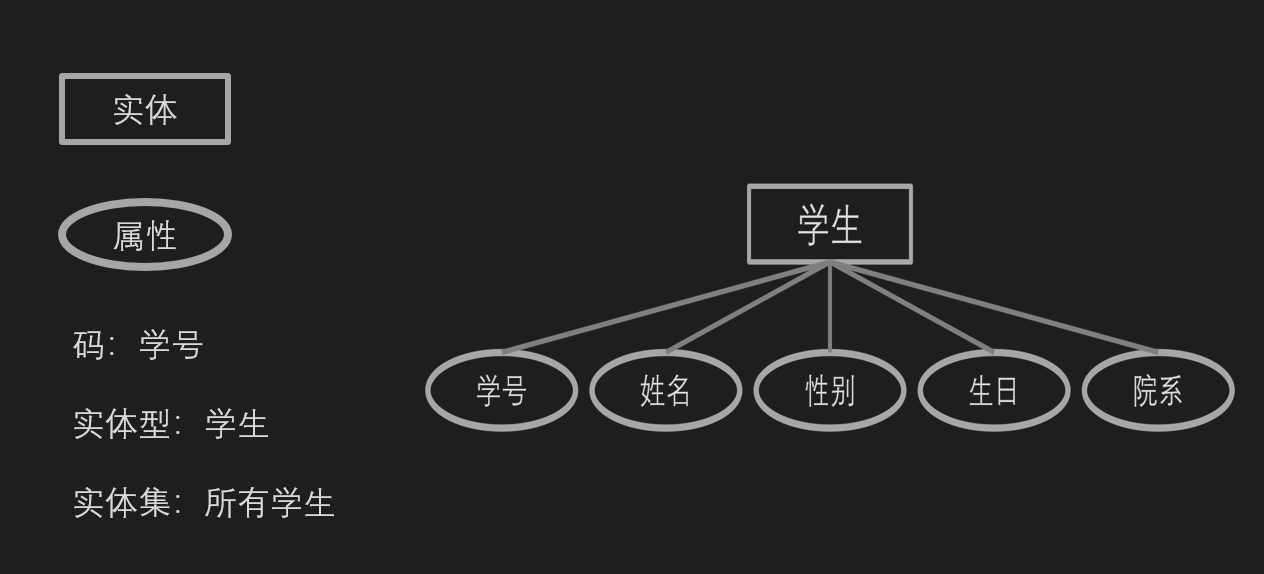 实体
属性
码：学号
实体型：学生
实体集：所有学生
学生
学号
姓名
性别
生日
院系